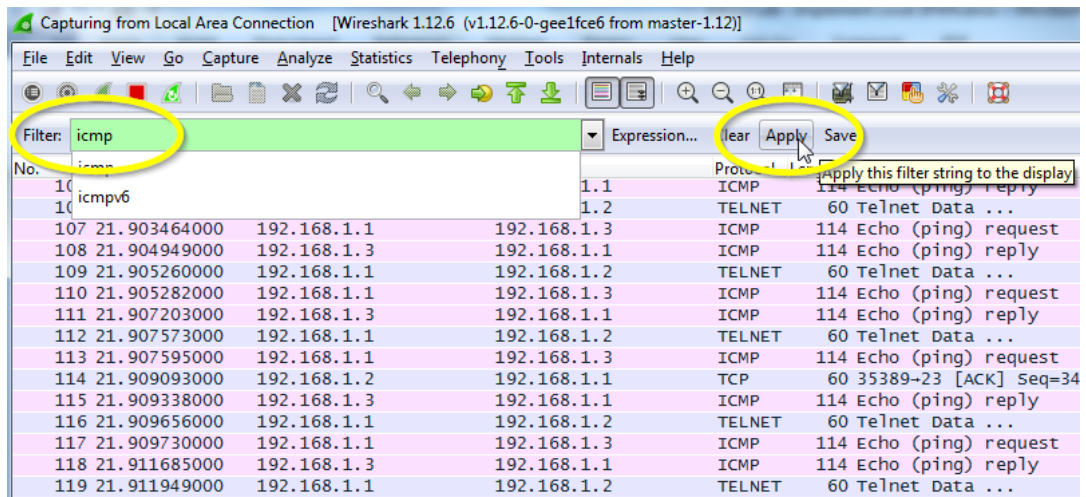 Capturing from Local Area Connection [Wireshark 1.12.6 (v1.12.6-0-gee1fce6 from master-1.12)]
File Edit View Go Capture Analyze Statistics Telephony Tools Internals Help
Filter: icmp Expression... Clear Apply Save
icmp
icmpv6
Apply this filter string to the display
No. Protocol
1.1 ICMP 114 Echo (ping) reply
1.2 TELNET 60 Telnet Data ...
107 21.903464000 192.168.1.1 192.168.1.3 ICMP 114 Echo (ping) request
108 21.904949000 192.168.1.3 192.168.1.1 ICMP 114 Echo (ping) reply
109 21.905260000 192.168.1.1 192.168.1.2 TELNET 60 Telnet Data ...
110 21.905282000 192.168.1.1 192.168.1.3 ICMP 114 Echo (ping) request
111 21.907203000 192.168.1.3 192.168.1.1 ICMP 114 Echo (ping) reply
112 21.907573000 192.168.1.1 192.168.1.2 TELNET 60 Telnet Data ...
113 21.907595000 192.168.1.1 192.168.1.3 ICMP 114 Echo (ping) request
114 21.909093000 192.168.1.2 192.168.1.1 TCP 60 35389→23 [ACK] Seq=34
115 21.909338000 192.168.1.3 192.168.1.1 ICMP 114 Echo (ping) reply
116 21.909656000 192.168.1.1 192.168.1.2 TELNET 60 Telnet Data ...
117 21.909730000 192.168.1.1 192.168.1.3 ICMP 114 Echo (ping) request
118 21.911685000 192.168.1.3 192.168.1.1 ICMP 114 Echo (ping) reply
119 21.911949000 192.168.1.1 192.168.1.2 TELNET 60 Telnet Data ...